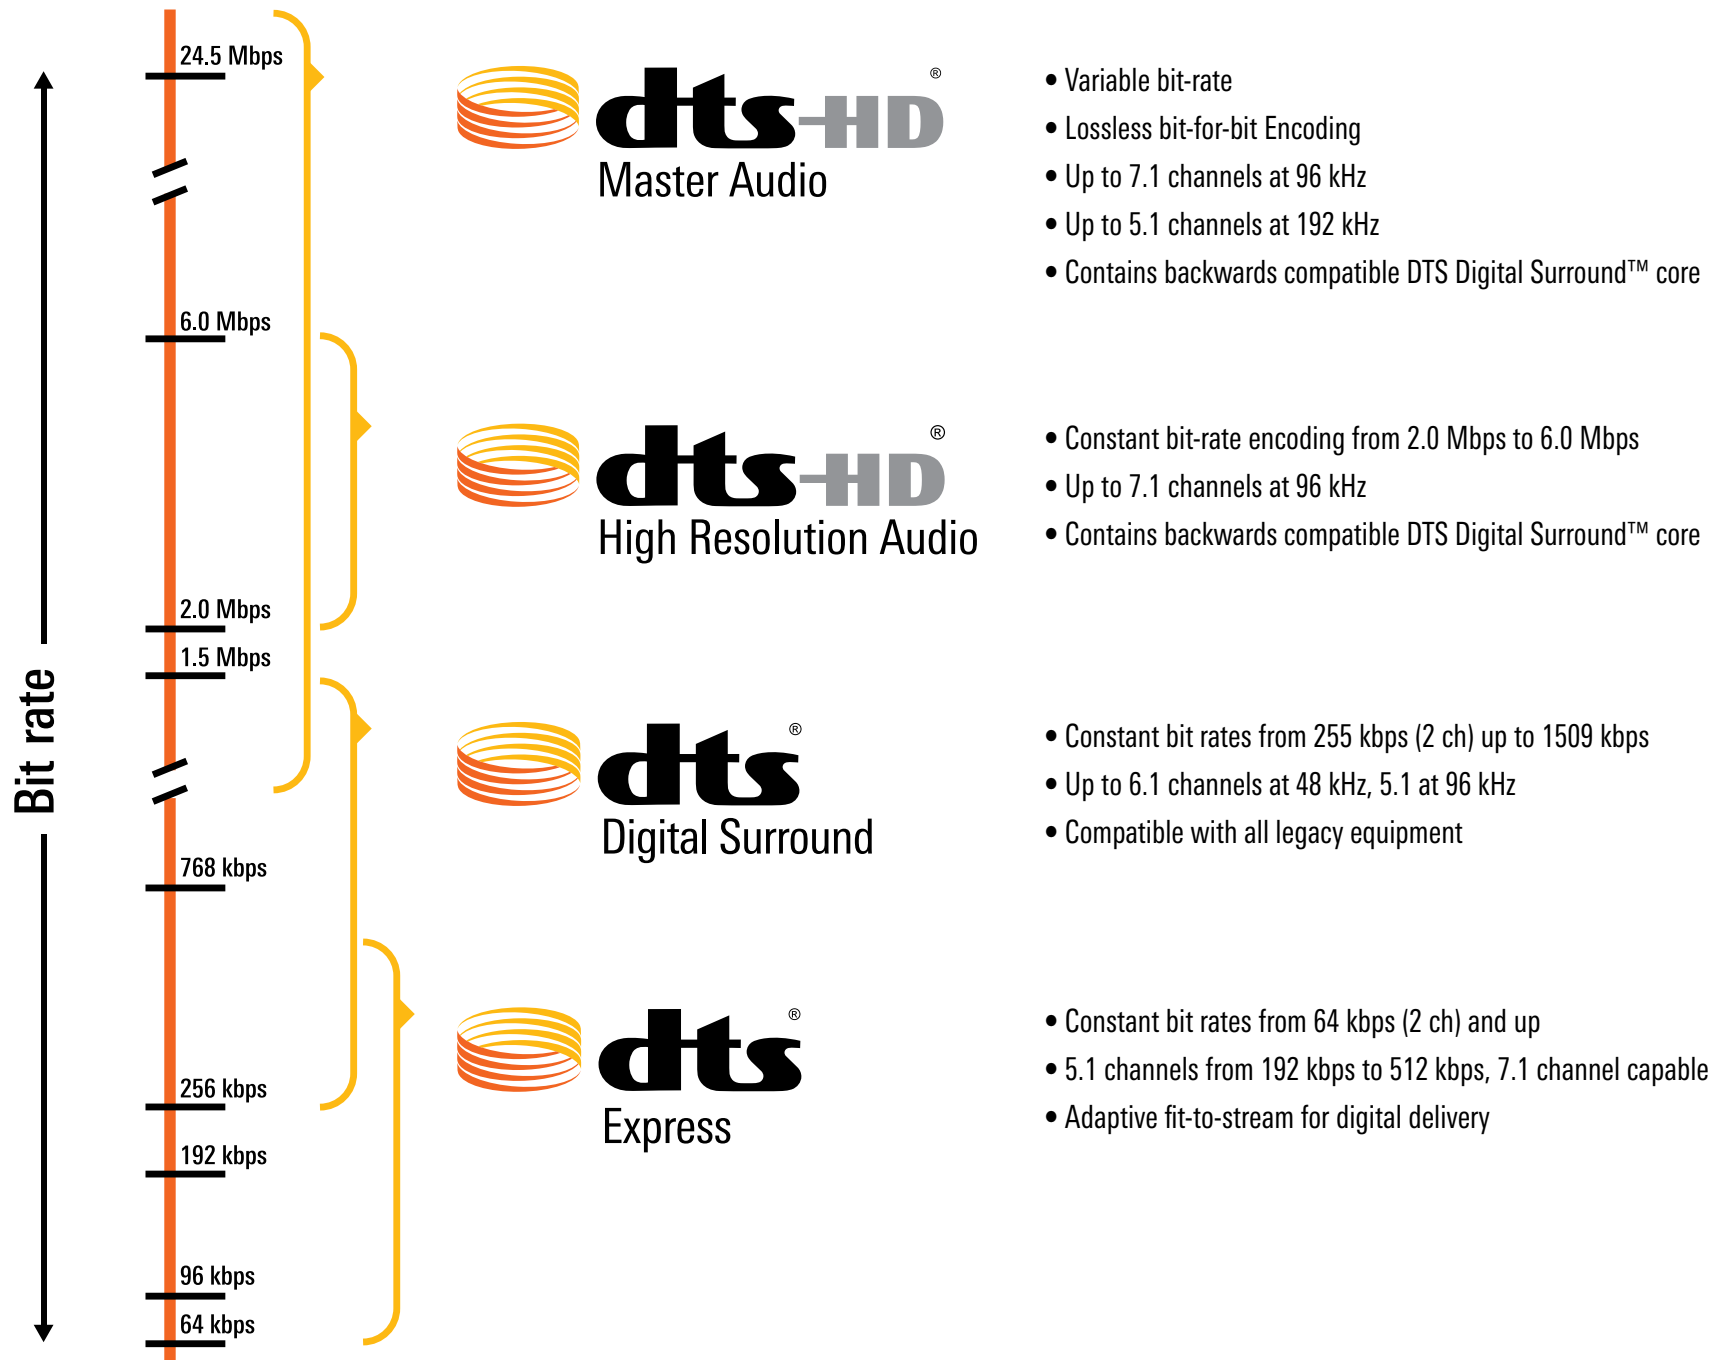 Bit rate
24.5 Mbps
6.0 Mbps
2.0 Mbps
1.5 Mbps
768 kbps
256 kbps
192 kbps
96 kbps
64 kbps
dts-HD®
Master Audio
• Variable bit-rate
• Lossless bit-for-bit Encoding
• Up to 7.1 channels at 96 kHz
• Up to 5.1 channels at 192 kHz
• Contains backwards compatible DTS Digital Surround™ core
dts-HD®
High Resolution Audio
• Constant bit-rate encoding from 2.0 Mbps to 6.0 Mbps
• Up to 7.1 channels at 96 kHz
• Contains backwards compatible DTS Digital Surround™ core
dts®
Digital Surround
• Constant bit rates from 255 kbps (2 ch) up to 1509 kbps
• Up to 6.1 channels at 48 kHz, 5.1 at 96 kHz
• Compatible with all legacy equipment
dts®
Express
• Constant bit rates from 64 kbps (2 ch) and up
• 5.1 channels from 192 kbps to 512 kbps, 7.1 channel capable
• Adaptive fit-to-stream for digital delivery